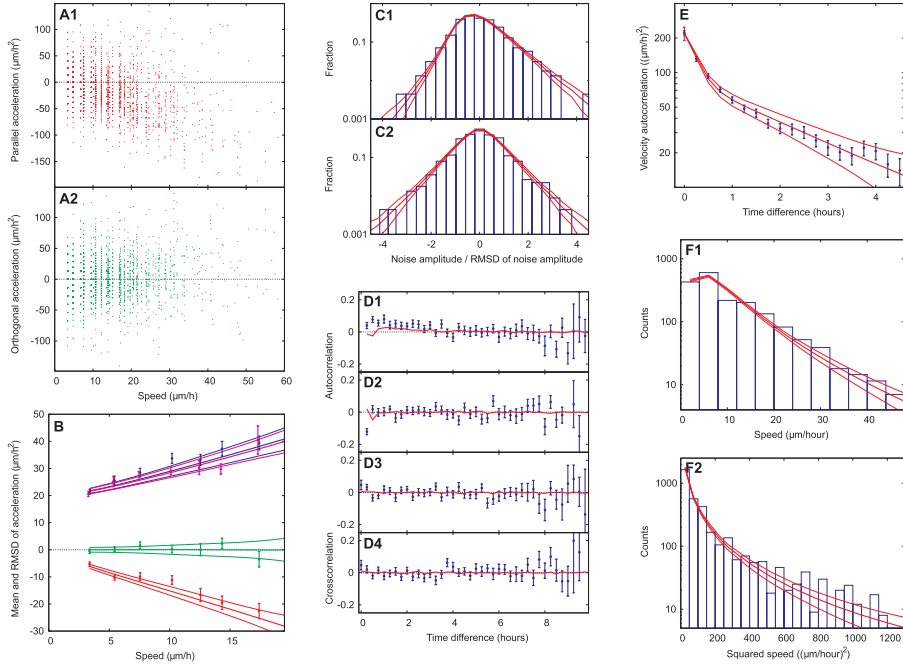 A1
Parallel acceleration (µm/h²)
100
50
0
-50
-100
-150
A2
Orthogonal acceleration (µm/h²)
100
50
0
-50
-100
0 10 20 30 40 50 60
Speed (µm/h)
B
Mean and RMSD of acceleration (µm/h²)
50
40
30
20
10
0
-10
-20
-30
0 5 10 15
Speed (µm/h)
C1
Fraction
0.1
0.001
C2
Fraction
0.1
0.001
-4 -2 0 2 4
Noise amplitude / RMSD of noise amplitude
D1
0.2
0
-0.2
Autocorrelation
D2
0.2
0
-0.2
D3
0.2
0
-0.2
D4
0.2
0
-0.2
Crosscorrelation
0 2 4 6 8
Time difference (hours)
E
Velocity autocorrelation ((µm/h)²)
200
100
50
20
10
0 1 2 3 4
Time difference (hours)
F1
Counts
1000
100
10
0 10 20 30 40
Speed (µm/hour)
F2
Counts
1000
100
10
0 200 400 600 800 1000 1200
Squared speed ((µm/hour)²)